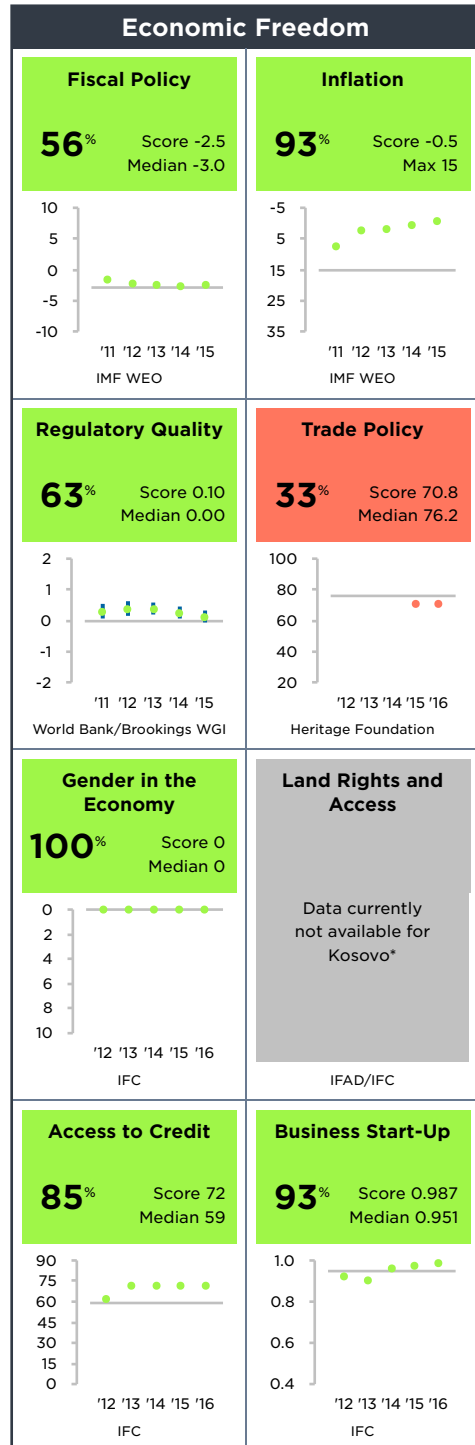 Economic Freedom
Fiscal Policy
56%
Score -2.5
Median -3.0
10
5
0
-5
-10
'11 '12 '13 '14 '15
IMF WEO
Inflation
93%
Score -0.5
Max 15
-5
5
15
25
35
'11 '12 '13 '14 '15
IMF WEO
Regulatory Quality
63%
Score 0.10
Median 0.00
2
1
0
-1
-2
'11 '12 '13 '14 '15
World Bank/Brookings WGI
Trade Policy
33%
Score 70.8
Median 76.2
100
80
60
40
20
'12 '13 '14 '15 '16
Heritage Foundation
Gender in the
Economy
100%
Score 0
Median 0
0
2
4
6
8
10
'12 '13 '14 '15 '16
IFC
Land Rights and
Access
Data currently
not available for
Kosovo*
IFAD/IFC
Access to Credit
85%
Score 72
Median 59
90
75
60
45
30
15
0
'12 '13 '14 '15 '16
IFC
Business Start-Up
93%
Score 0.987
Median 0.951
1.0
0.8
0.6
0.4
'12 '13 '14 '15 '16
IFC